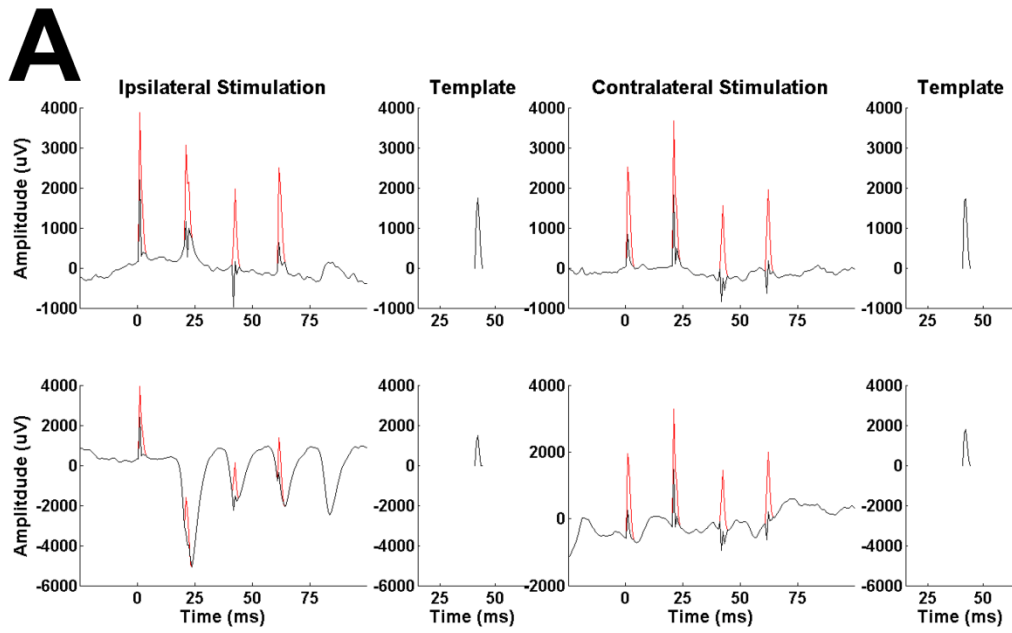 A
Ipsilateral Stimulation Template Contralateral Stimulation Template
Amplitdude (uV)
4000 4000 4000 4000
3000 3000 3000 3000
2000 2000 2000 2000
1000 1000 1000 1000
0 0 0 0
-1000 -1000 -1000 -1000
0 25 50 75 25 50 0 25 50 75 25 50
Amplitdude (uV)
4000 4000 4000 4000
2000 2000 2000 2000
0 0 0 0
-2000 -2000 -2000
-4000 -4000 -4000
-6000 -6000 -2000 -6000
0 25 50 75 25 50 0 25 50 75 25 50
Time (ms) Time (ms) Time (ms) Time (ms)